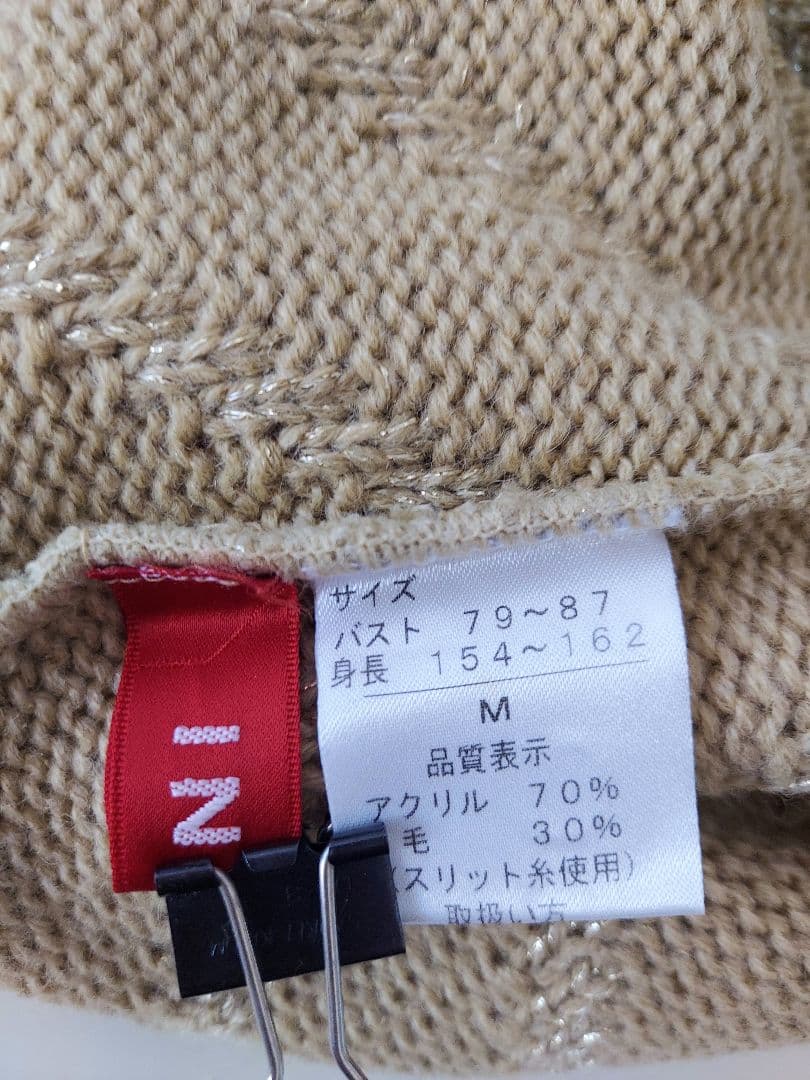 サイズ
バスト 79～87
身長 154～162
M
品質表示
アクリル 70%
毛 30%
(スリット糸使用)
取扱い方
IN